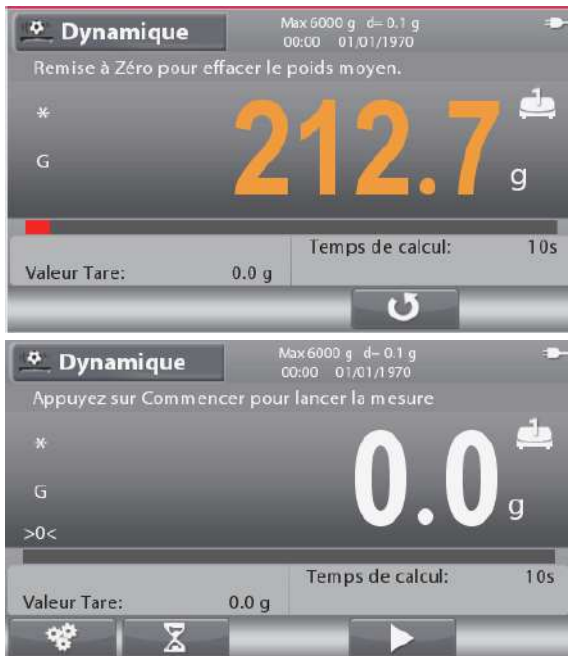 Dynamique
Max 6000 g d= 0.1 g
00:00 01/01/1970
Remise à Zéro pour effacer le poids moyen.
*
1
G
212.7 g
Temps de calcul: 10s
Valeur Tare: 0.0 g
Dynamique
Max 6000 g d= 0.1 g
00:00 01/01/1970
Appuyez sur Commencer pour lancer la mesure
*
1
G
0.0 g
>0<
Temps de calcul: 10s
Valeur Tare: 0.0 g